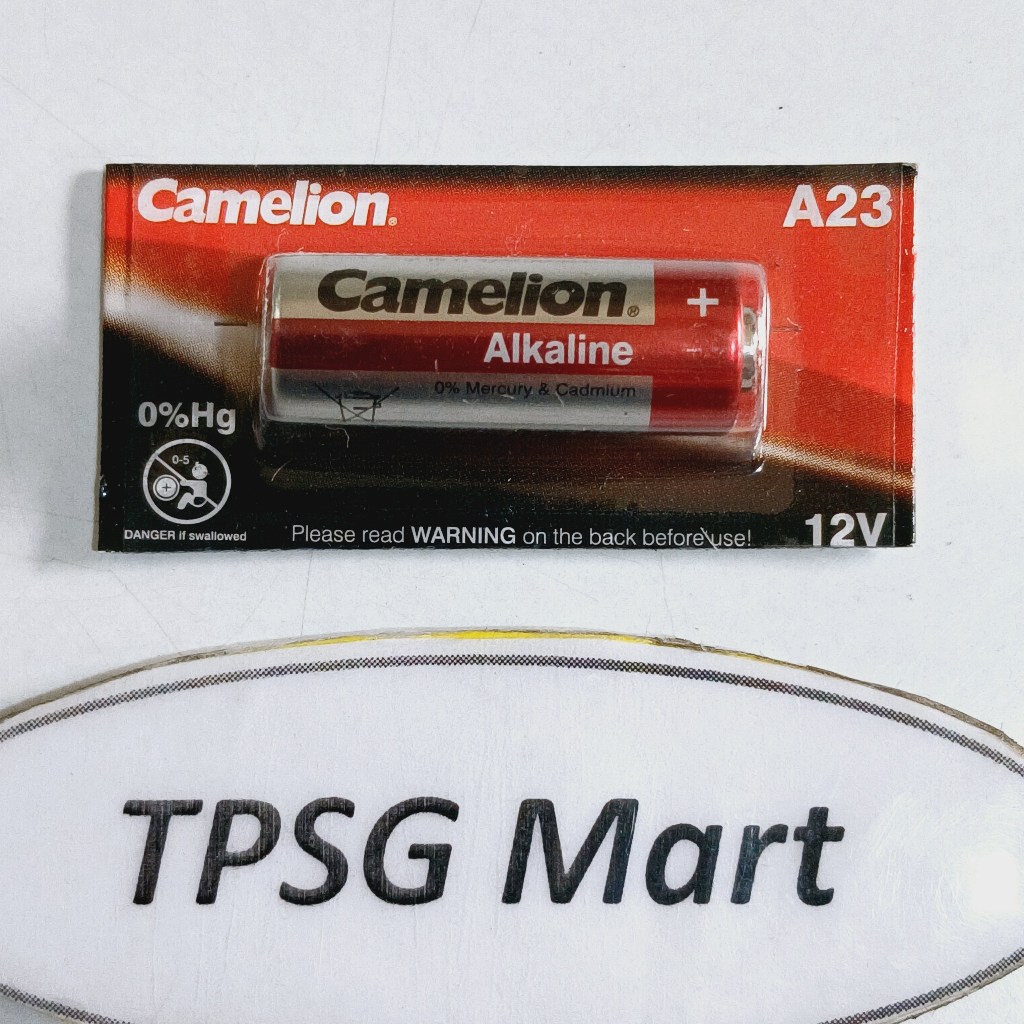 Camelion®
A23
Camelion®
+
Alkaline
0% Mercury & Cadmium
0%Hg
0-5
+
DANGER if swallowed
Please read WARNING on the back before use!
12V
TPSG Mart